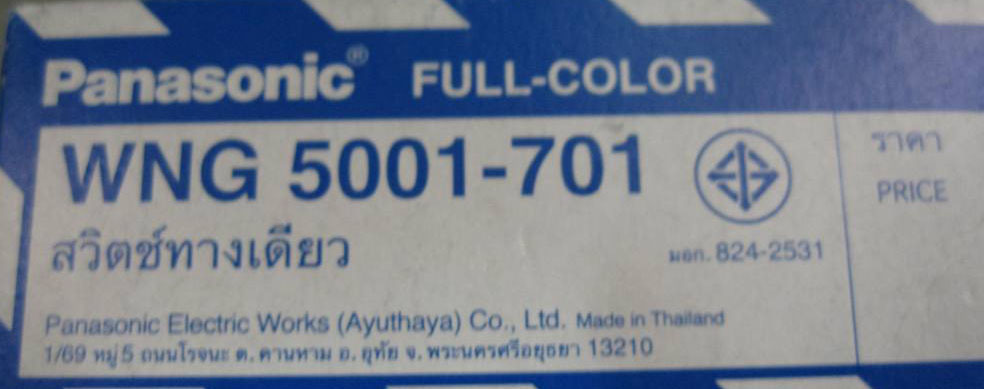 Panasonic® FULL-COLOR
WNG 5001-701
สวิตช์ทางเดียว
มอก. 824-2531
ราคา
PRICE
Panasonic Electric Works (Ayuthaya) Co., Ltd. Made in Thailand
1/69 หมู่ 5 ถนนโรจนะ ต. คานหาม อ. อุทัย จ. พระนครศรีอยุธยา 13210